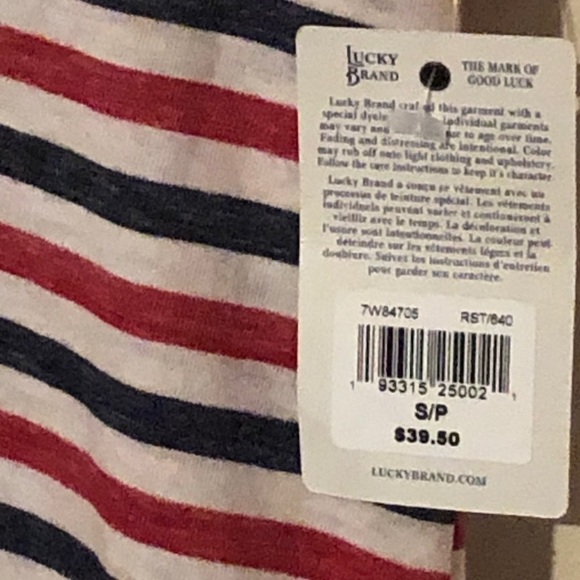 LUCKY
BRAND
THE MARK OF
GOOD LUCK
Lucky Brand this garment with a
special individual garments
may vary and to age over time.
Fading and distressing are intentional. Color
may rub off onto light clothing and upholstery.
Follow the care instructions to keep it's character.
Lucky Brand a conçu ce vêtement avec un
processus de teinture spécial. Les vêtements
individuels peuvent varier et continueront à
vieillir avec le temps. La décoloration et
l'usure sont intentionnelles. La couleur peut
déteindre sur les vêtements légers et la
doublure. Suivez les instructions d'entretien
pour garder son caractère.
7W84705 RST/640
1 93315 25002 1
S/P
$39.50
LUCKYBRAND.COM